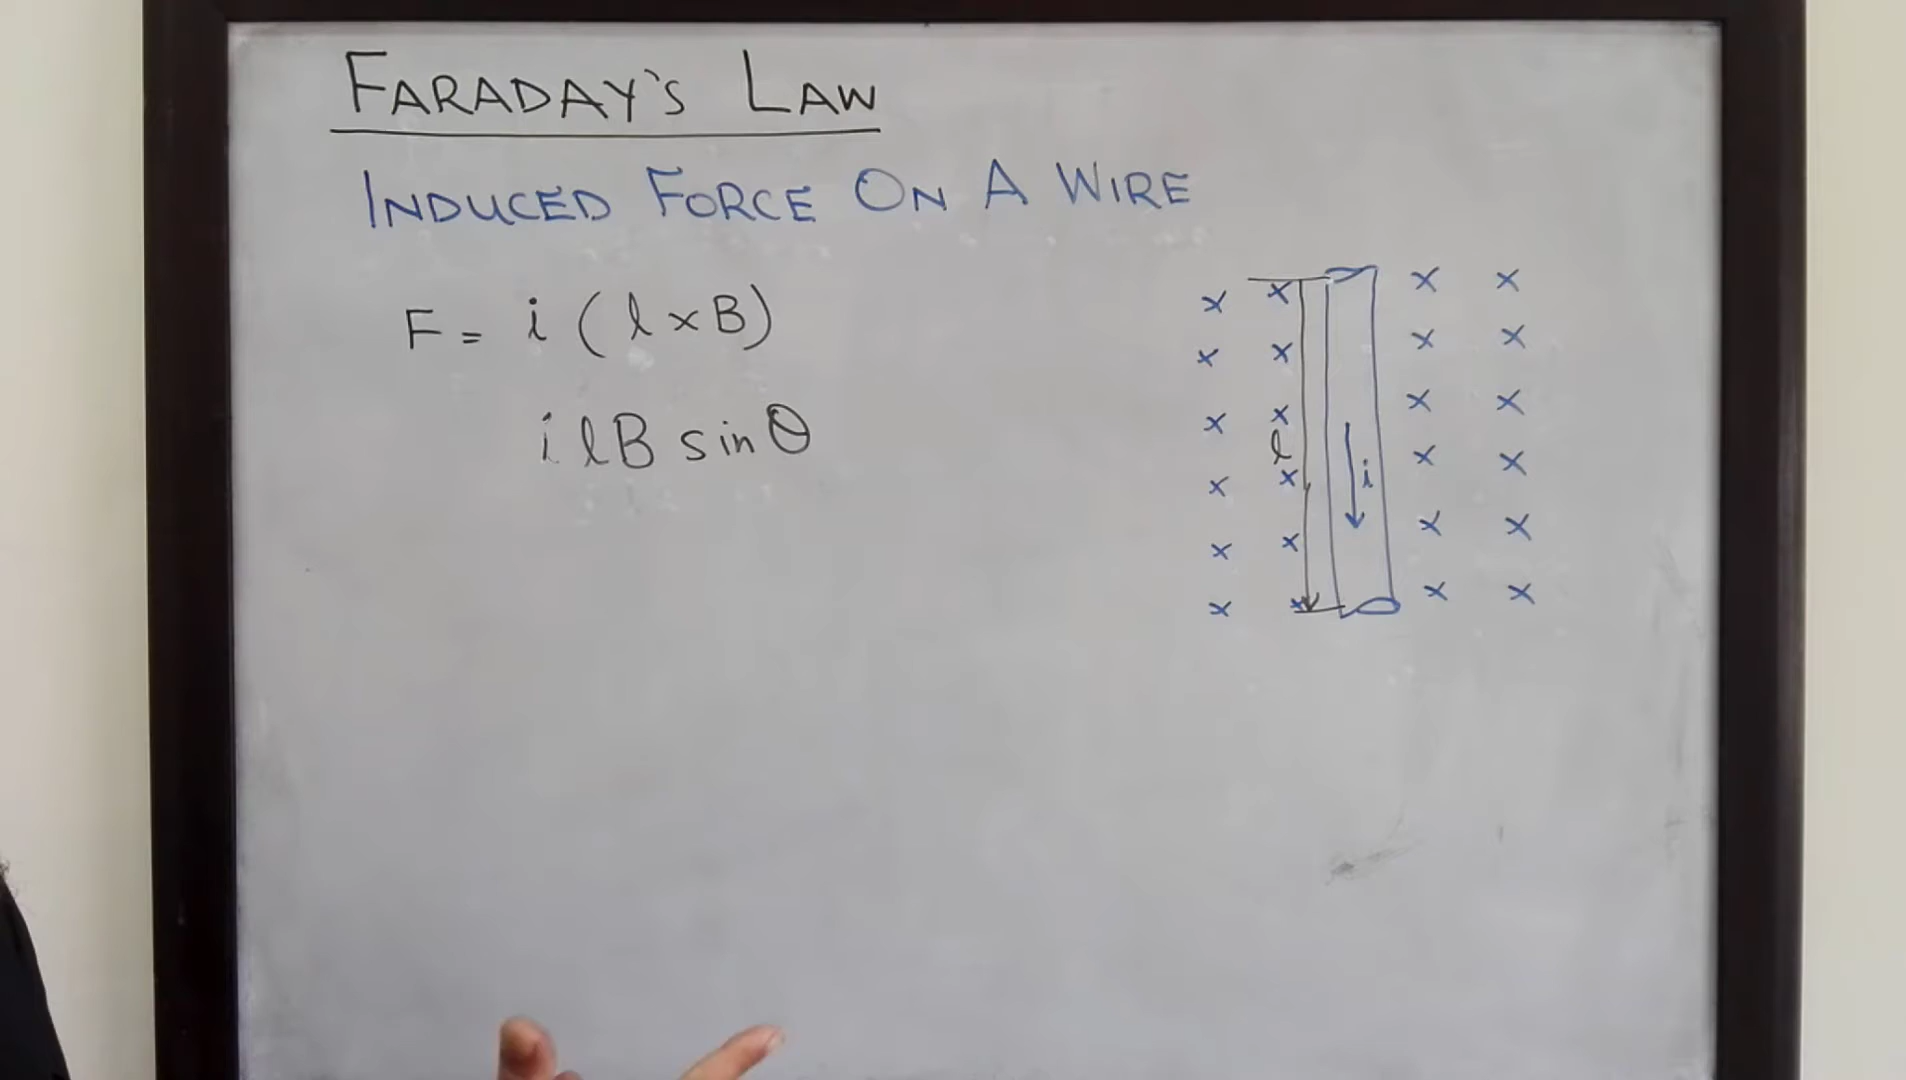 FARADAY'S LAW
INDUCED FORCE ON A WIRE
F = i ( l × B )
i l B sin θ
x x x x
x x x x
x x x x
l
i
x x x x
x x x x
x x x x